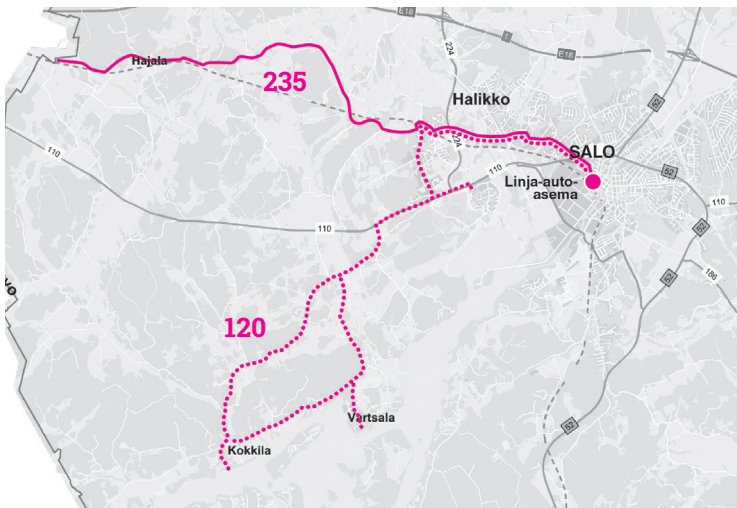 E18
1
E18
224
Hajala
235
Halikko
52
224
SALO
110
110
52
Linja-auto-
asema
110
52
110
52
186
120
Vartsala
Kokkila
52